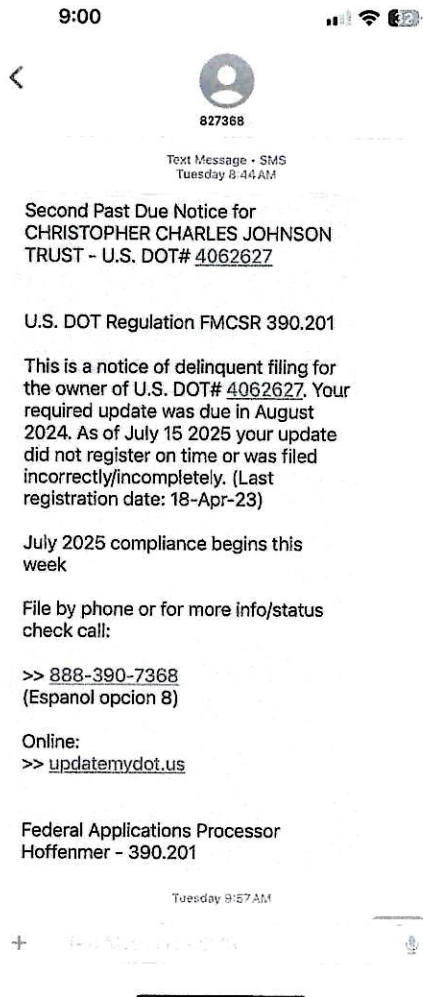 9:00
32
827368
Text Message • SMS
Tuesday 8:44 AM
Second Past Due Notice for
CHRISTOPHER CHARLES JOHNSON
TRUST - U.S. DOT# 4062627
U.S. DOT Regulation FMCSR 390.201
This is a notice of delinquent filing for
the owner of U.S. DOT# 4062627. Your
required update was due in August
2024. As of July 15 2025 your update
did not register on time or was filed
incorrectly/incompletely. (Last
registration date: 18-Apr-23)
July 2025 compliance begins this
week
File by phone or for more info/status
check call:
>> 888-390-7368
(Espanol opcion 8)
Online:
>> updatemydot.us
Federal Applications Processor
Hoffenmer - 390.201
Tuesday 9:57 AM